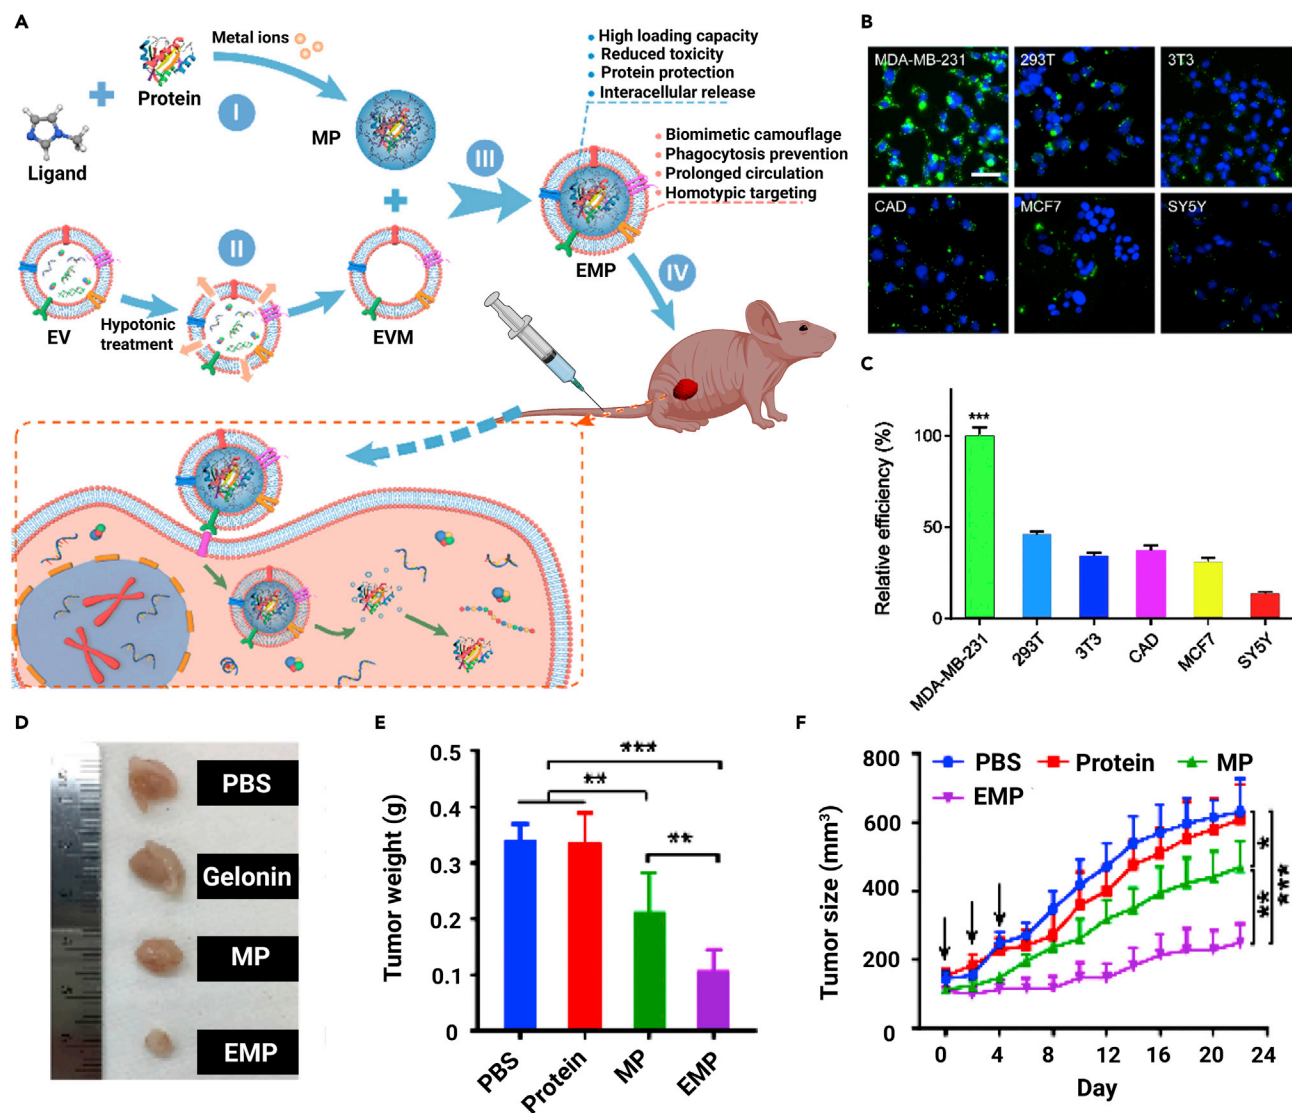 A
Protein
Metal ions
I
Ligand
MP
High loading capacity
Reduced toxicity
Protein protection
Interacellular release
III
Biomimetic camouflage
Phagocytosis prevention
Prolonged circulation
Homotypic targeting
EMP
EV
II
Hypotonic
treatment
EVM
IV
B
MDA-MB-231
293T
3T3
CAD
MCF7
SY5Y
C
Relative efficiency (%)
100
50
0
***
MDA-MB-231
293T
3T3
CAD
MCF7
SY5Y
D
PBS
Gelonin
MP
EMP
E
Tumor weight (g)
0.5
0.4
0.3
0.2
0.1
0
***
**
**
PBS
Protein
MP
EMP
F
Tumor size (mm³)
800
600
400
200
0
PBS
Protein
MP
EMP
*
**
***
0
4
8
12
16
20
24
Day